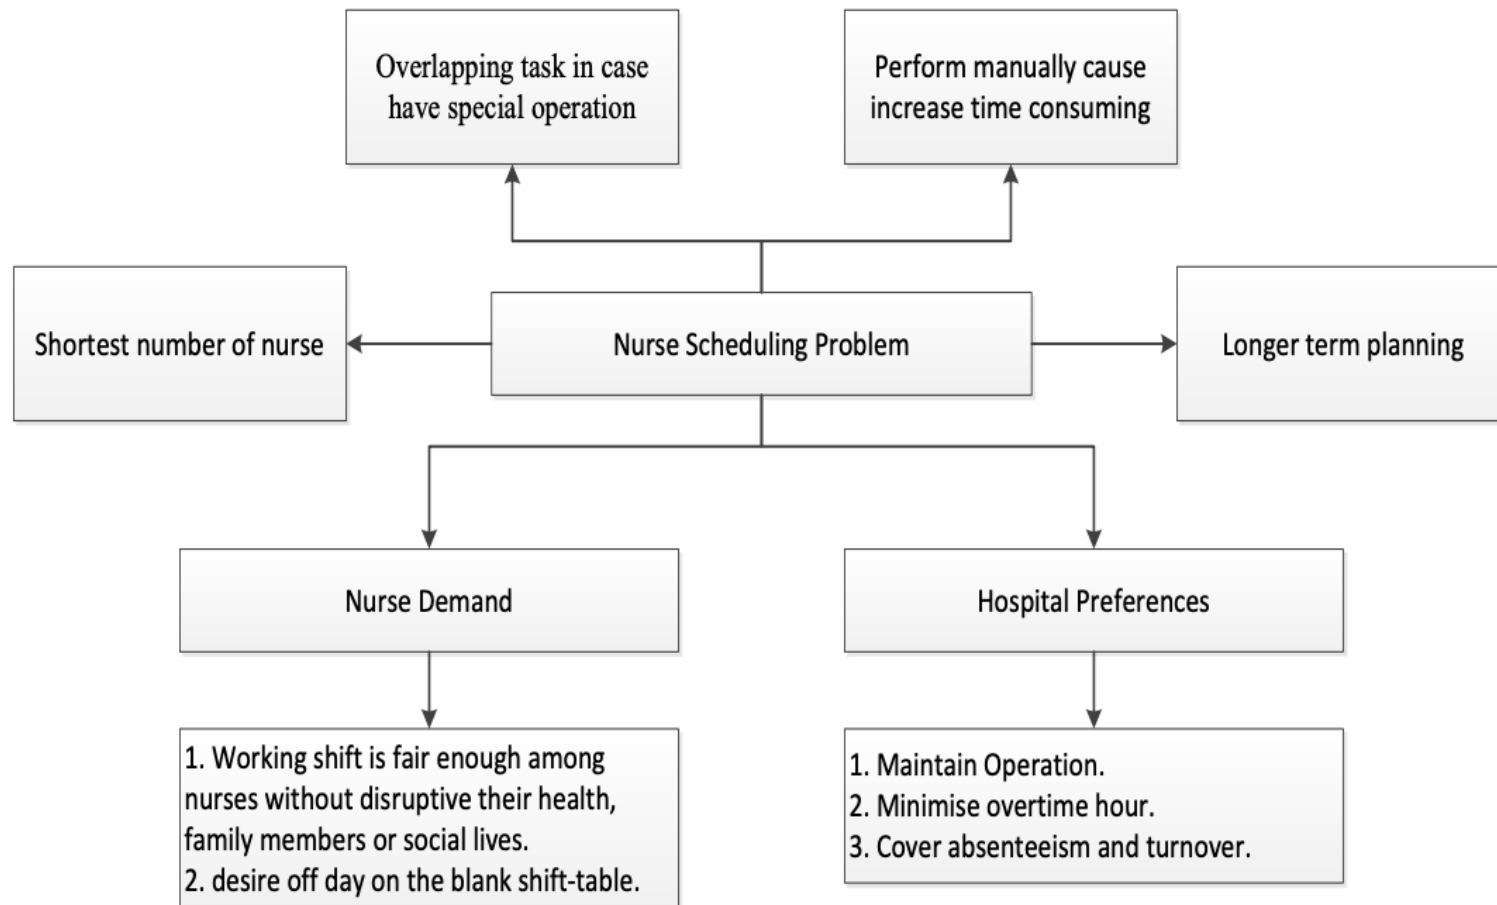 Overlapping task in case
have special operation
Perform manually cause
increase time consuming
Shortest number of nurse
Nurse Scheduling Problem
Longer term planning
Nurse Demand
Hospital Preferences
1. Working shift is fair enough among
nurses without disruptive their health,
family members or social lives.
2. desire off day on the blank shift-table.
1. Maintain Operation.
2. Minimise overtime hour.
3. Cover absenteeism and turnover.